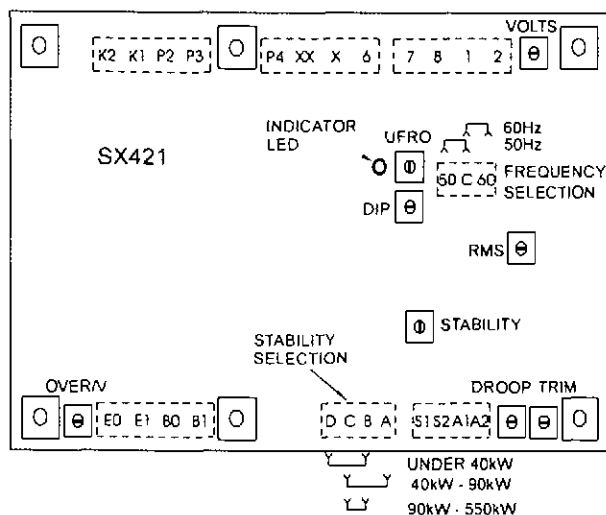 VOLTS
K2 K1 P2 P3 P4 XX X 6 7 8 1 2
INDICATOR
LED
UFRO
60Hz
50Hz
SX421
50 C 60
FREQUENCY
SELECTION
DIP
RMS
STABILITY
STABILITY
SELECTION
OVER/V
DROOP TRIM
E0 E1 B0 B1
D C B A
S1 S2 A1 A2
UNDER 40kW
40kW - 90kW
90kW - 550kW